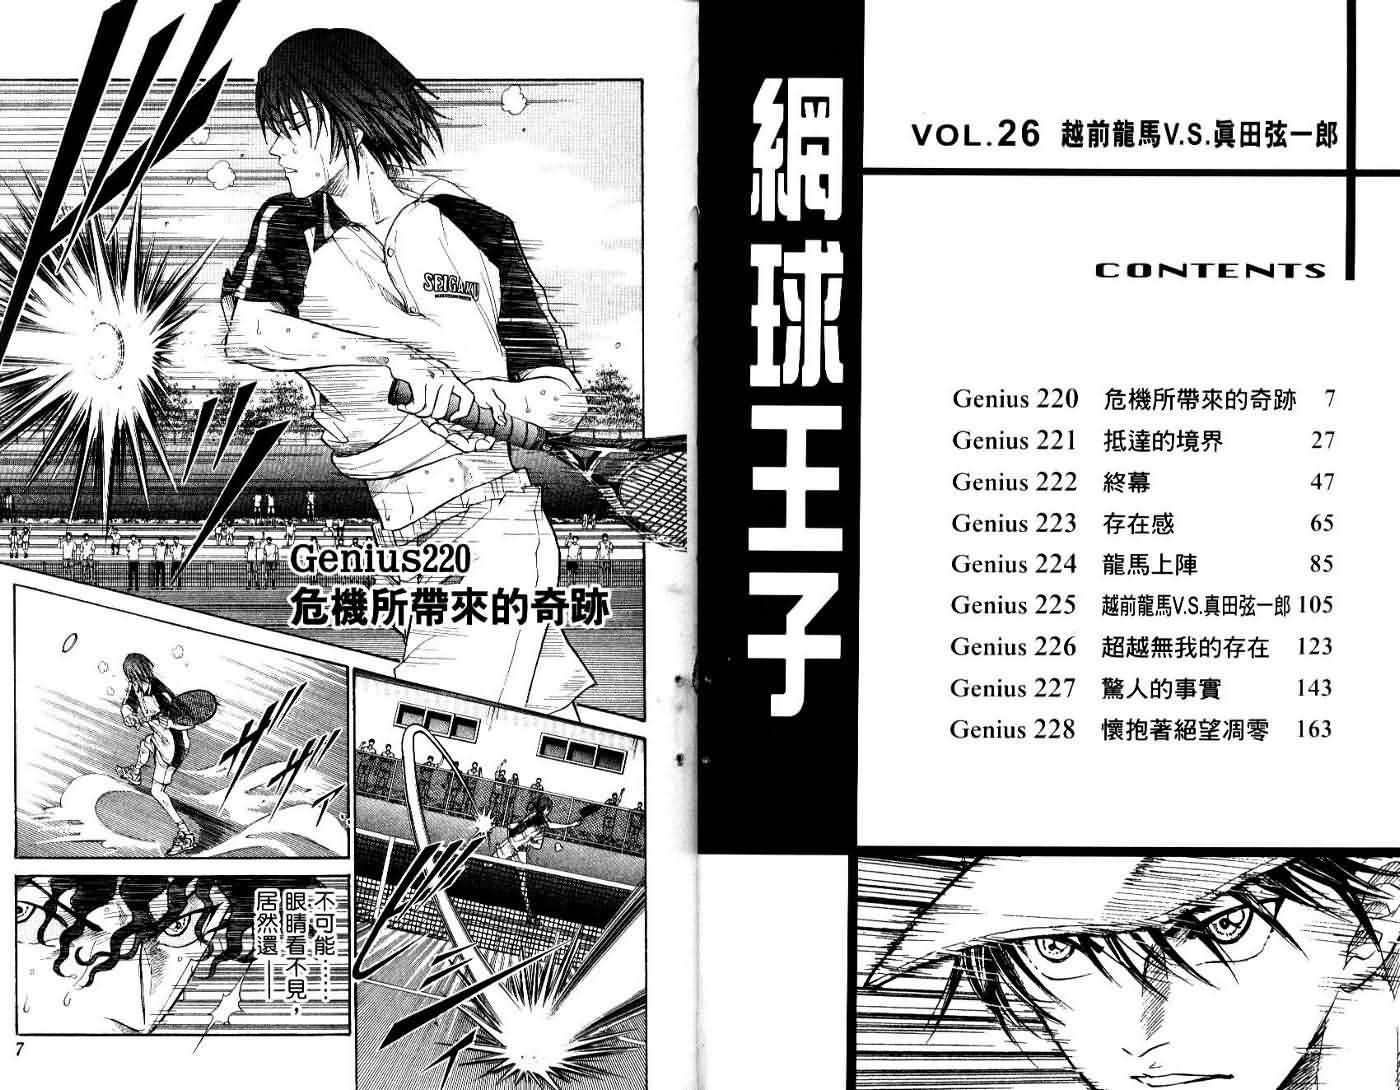 網球王子
VOL.26 越前龍馬V.S.眞田弦一郎
CONTENTS
Genius 220 危機所帶來的奇跡 7
Genius 221 抵達的境界 27
Genius 222 終幕 47
Genius 223 存在感 65
Genius 224 龍馬上陣 85
Genius 225 越前龍馬V.S.真田弦一郎 105
Genius 226 超越無我的存在 123
Genius 227 驚人的事實 143
Genius 228 懷抱著絕望凋零 163
SEIGAKU
Genius220
危機所帶來的奇跡
不可能……
眼睛看不見，
居然還——
7